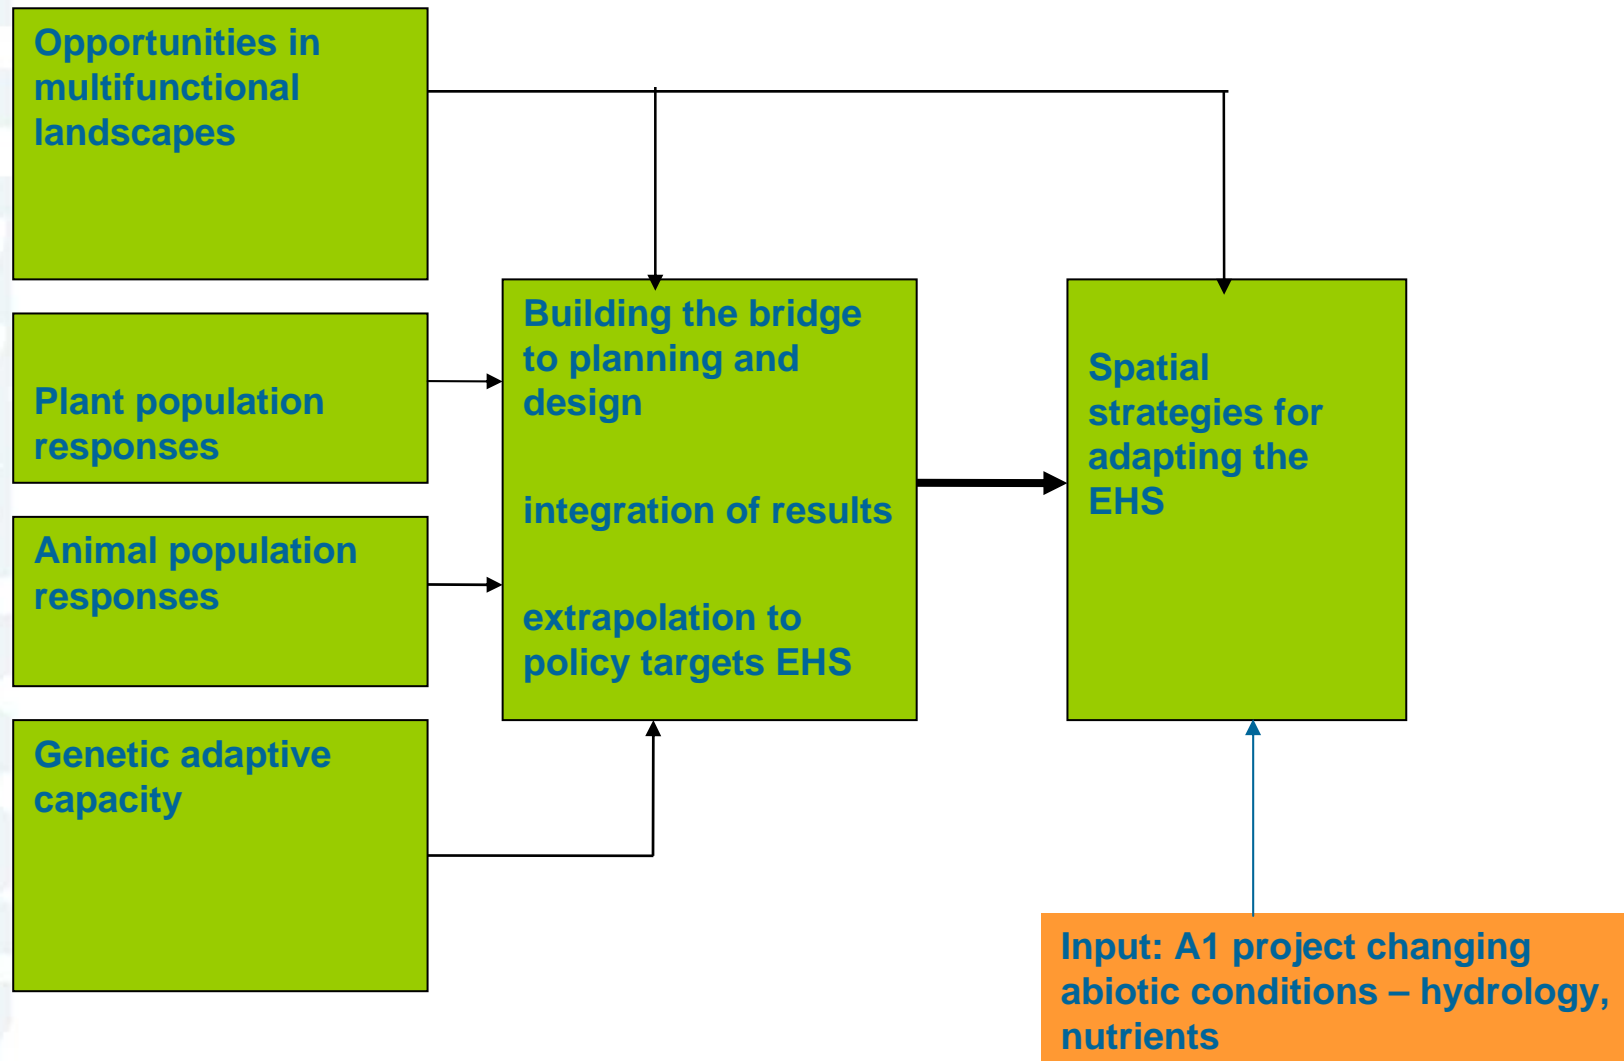 Opportunities in
multifunctional
landscapes
Plant population
responses
Animal population
responses
Genetic adaptive
capacity
Building the bridge
to planning and
design
integration of results
extrapolation to
policy targets EHS
Spatial
strategies for
adapting the
EHS
Input: A1 project changing
abiotic conditions – hydrology,
nutrients